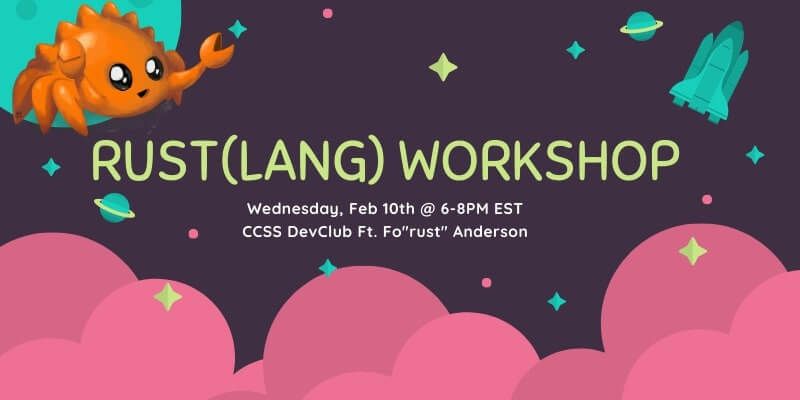 RUST(LANG) WORKSHOP
Wednesday, Feb 10th @ 6-8PM EST
CCSS DevClub Ft. Fo"rust" Anderson